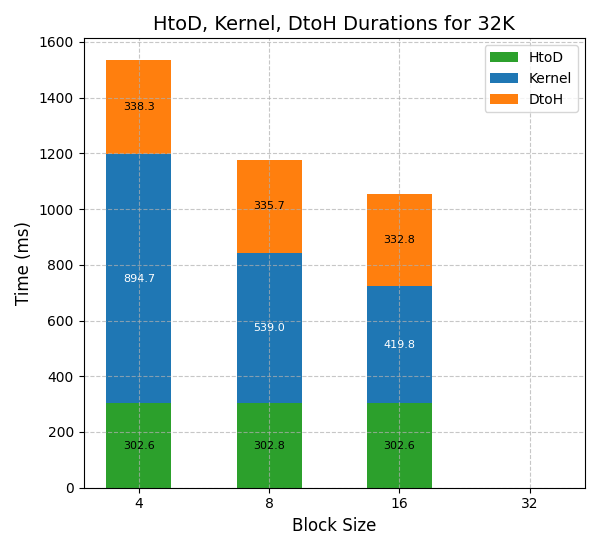 HtoD, Kernel, DtoH Durations for 32K
HtoD
Kernel
DtoH
Time (ms)
1600
1400
1200
1000
800
600
400
200
0
338.3
894.7
302.6
335.7
539.0
302.8
332.8
419.8
302.6
4 8 16 32
Block Size